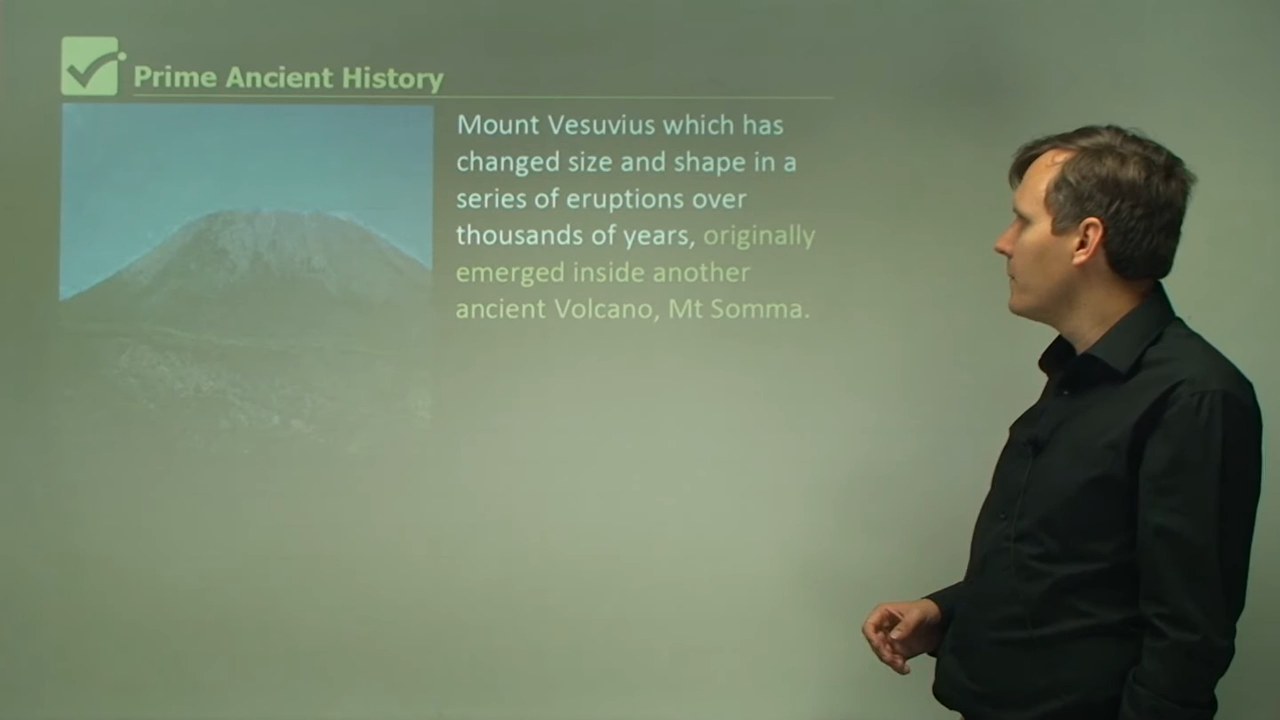 Prime Ancient History
Mount Vesuvius which has
changed size and shape in a
series of eruptions over
thousands of years, originally
emerged inside another
ancient Volcano, Mt Somma.